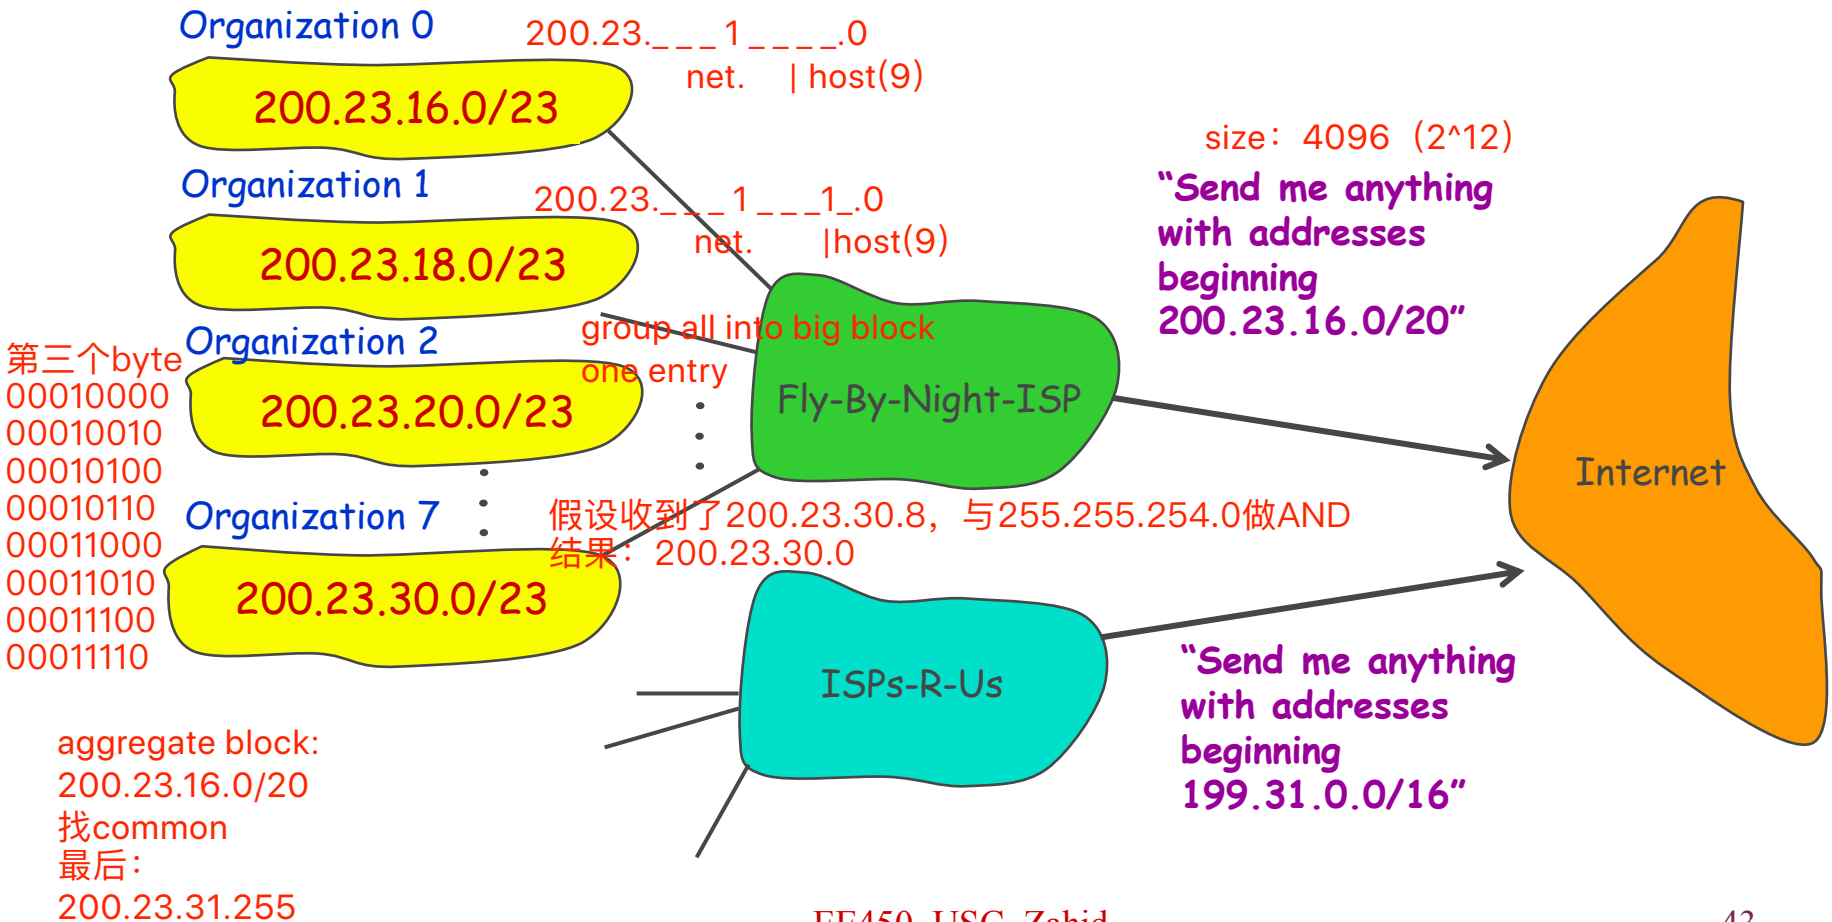 Organization 0
200.23._ _ _ 1 _ _ _ _.0
net. | host(9)
200.23.16.0/23
size：4096（2^12）
Organization 1
200.23._ _ _ 1 _ _ _1_.0
net. |host(9)
200.23.18.0/23
“Send me anything
with addresses
beginning
200.23.16.0/20”
group all into big block
one entry
Organization 2
200.23.20.0/23
第三个byte
00010000
00010010
00010100
00010110
00011000
00011010
00011100
00011110
Fly-By-Night-ISP
Internet
Organization 7
200.23.30.0/23
假设收到了200.23.30.8，与255.255.254.0做AND
结果：200.23.30.0
ISPs-R-Us
“Send me anything
with addresses
beginning
199.31.0.0/16”
aggregate block:
200.23.16.0/20
找common
最后：
200.23.31.255
EE450, USC, Zahid
43